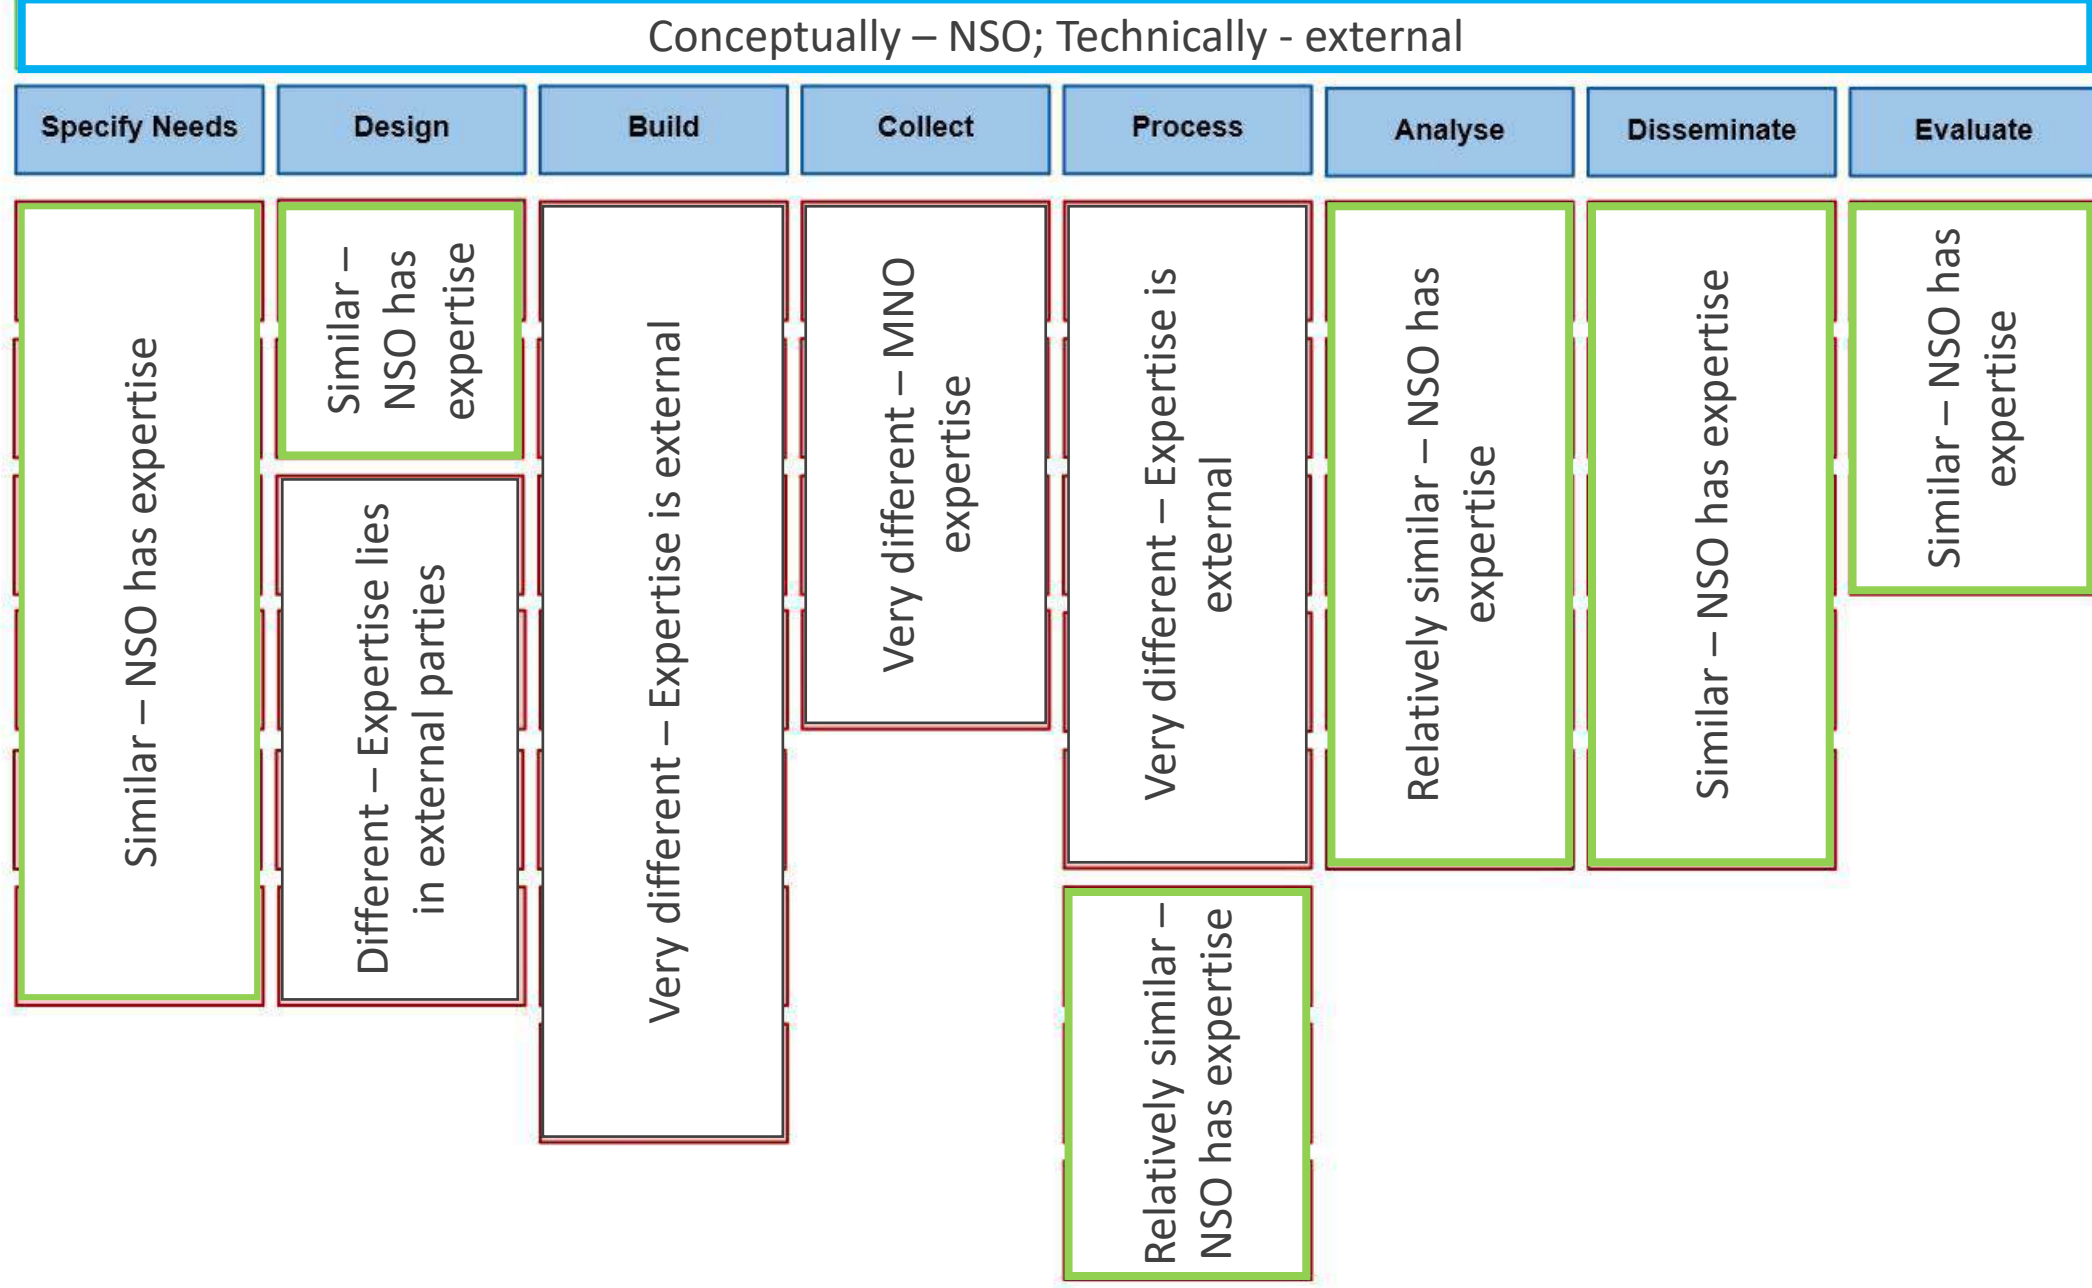 Conceptually – NSO; Technically - external
Specify Needs
Design
Build
Collect
Process
Analyse
Disseminate
Evaluate
Similar – NSO has expertise
Similar –
NSO has
expertise
Different – Expertise lies
in external parties
Very different – Expertise is external
Very different – MNO
expertise
Very different – Expertise is
external
Relatively similar –
NSO has expertise
Relatively similar – NSO has
expertise
Similar – NSO has expertise
Similar – NSO has
expertise